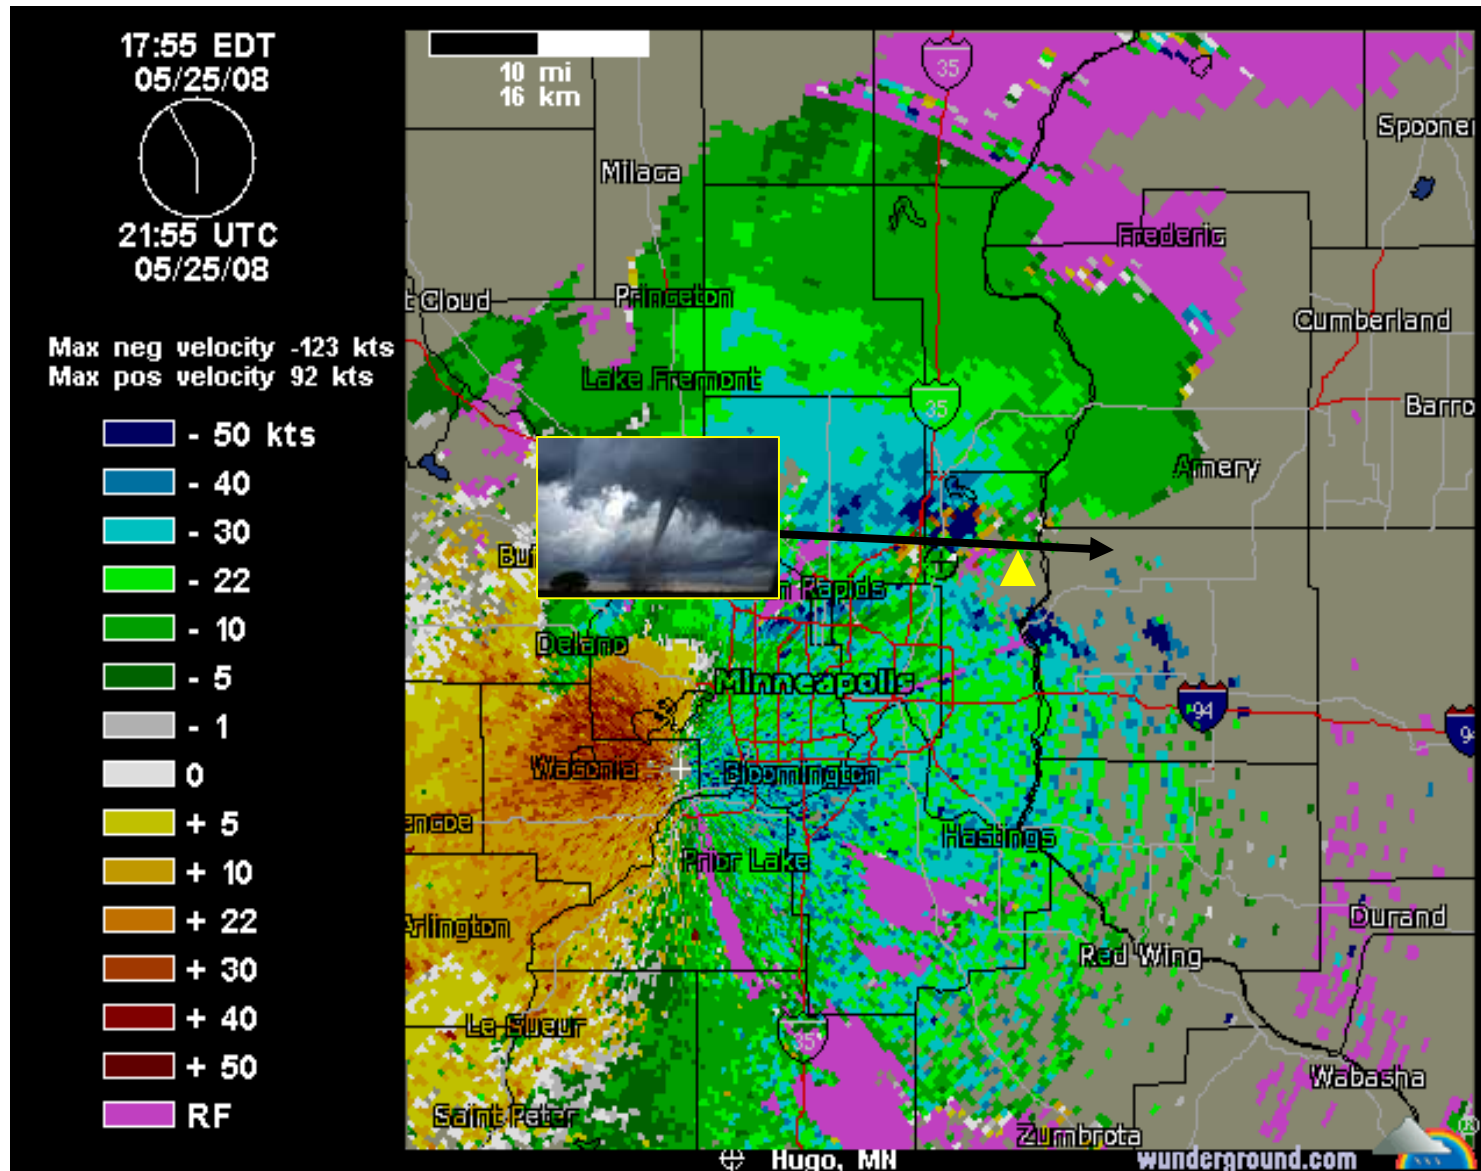 17:55 EDT
05/25/08
21:55 UTC
05/25/08
Max neg velocity -123 kts
Max pos velocity 92 kts
- 50 kts
- 40
- 30
- 22
- 10
- 5
- 1
0
+ 5
+ 10
+ 22
+ 30
+ 40
+ 50
RF
10 mi
16 km
35
Spooner
Milaca
Frederic
t Cloud
Princeton
Cumberland
Lake Fremont
35
Barro
Amery
Bu
n Rapids
Delano
Minneapolis
94
94
Waconia
Bloomington
encoe
Hastings
Prior Lake
Arlington
Durand
Red Wing
Le Sueur
35
Wabasha
Saint Peter
Zumbrota
Hugo, MN
wunderground.com
®